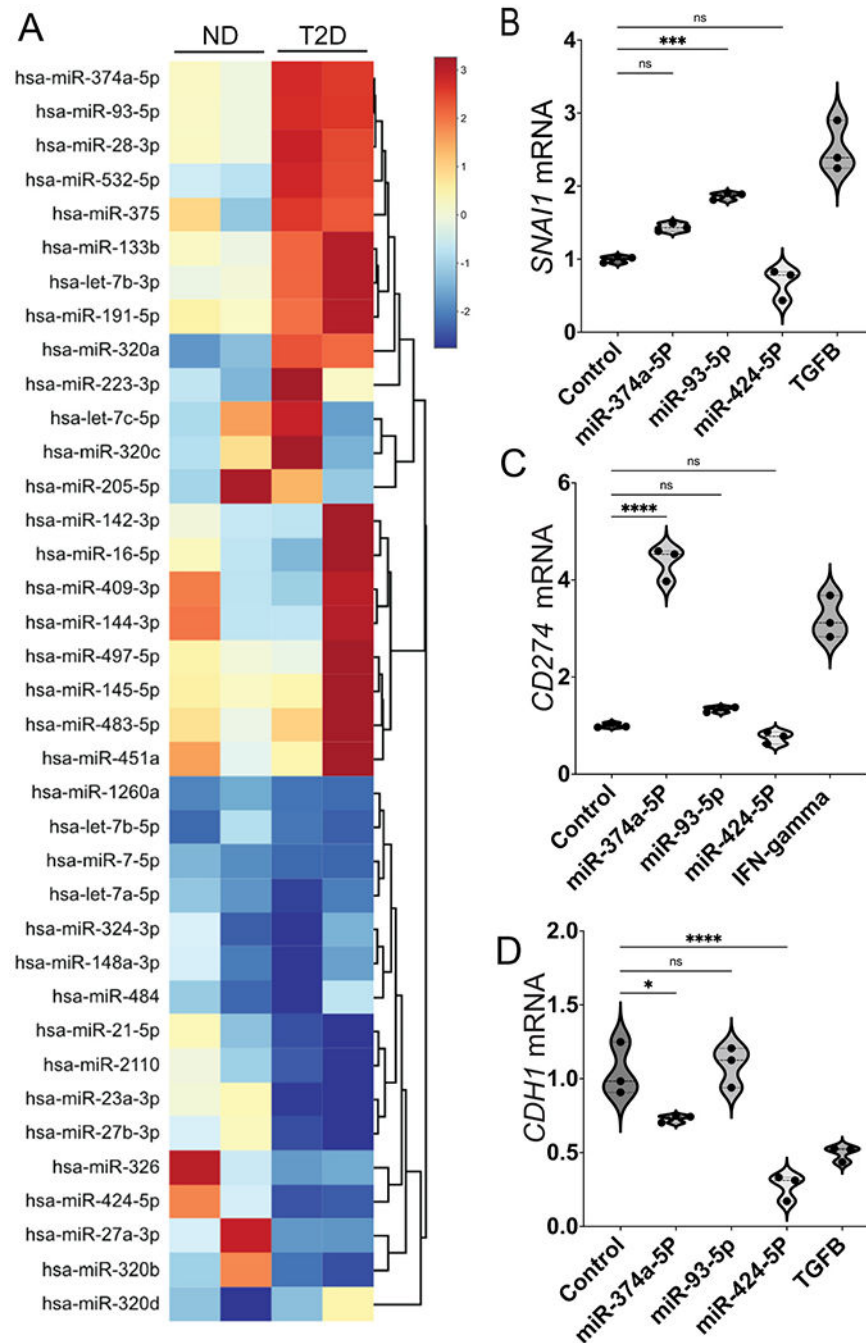 A
ND T2D
hsa-miR-374a-5p
hsa-miR-93-5p
hsa-miR-28-3p
hsa-miR-532-5p
hsa-miR-375
hsa-miR-133b
hsa-let-7b-3p
hsa-miR-191-5p
hsa-miR-320a
hsa-miR-223-3p
hsa-let-7c-5p
hsa-miR-320c
hsa-miR-205-5p
hsa-miR-142-3p
hsa-miR-16-5p
hsa-miR-409-3p
hsa-miR-144-3p
hsa-miR-497-5p
hsa-miR-145-5p
hsa-miR-483-5p
hsa-miR-451a
hsa-miR-1260a
hsa-let-7b-5p
hsa-miR-7-5p
hsa-let-7a-5p
hsa-miR-324-3p
hsa-miR-148a-3p
hsa-miR-484
hsa-miR-21-5p
hsa-miR-2110
hsa-miR-23a-3p
hsa-miR-27b-3p
hsa-miR-326
hsa-miR-424-5p
hsa-miR-27a-3p
hsa-miR-320b
hsa-miR-320d
3
2
1
0
-1
-2
B
ns
***
ns
SNAI1 mRNA
4
3
2
1
0
Control
miR-374a-5P
miR-93-5p
miR-424-5P
TGFB
C
ns
ns
****
CD274 mRNA
6
4
2
0
Control
miR-374a-5P
miR-93-5p
miR-424-5P
IFN-gamma
D
****
ns
*
CDH1 mRNA
2.0
1.5
1.0
0.5
0.0
Control
miR-374a-5P
miR-93-5p
miR-424-5P
TGFB